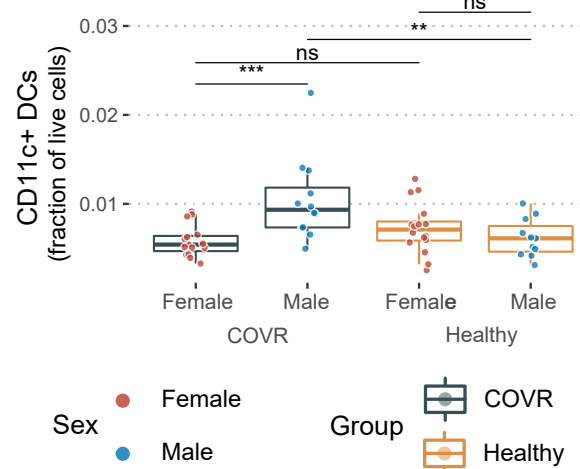 ns
0.03
**
ns
***
0.02
0.01
CD11c+ DCs
(fraction of live cells)
Female Male Female Male
COVR Healthy
Sex Female Male
Group COVR Healthy